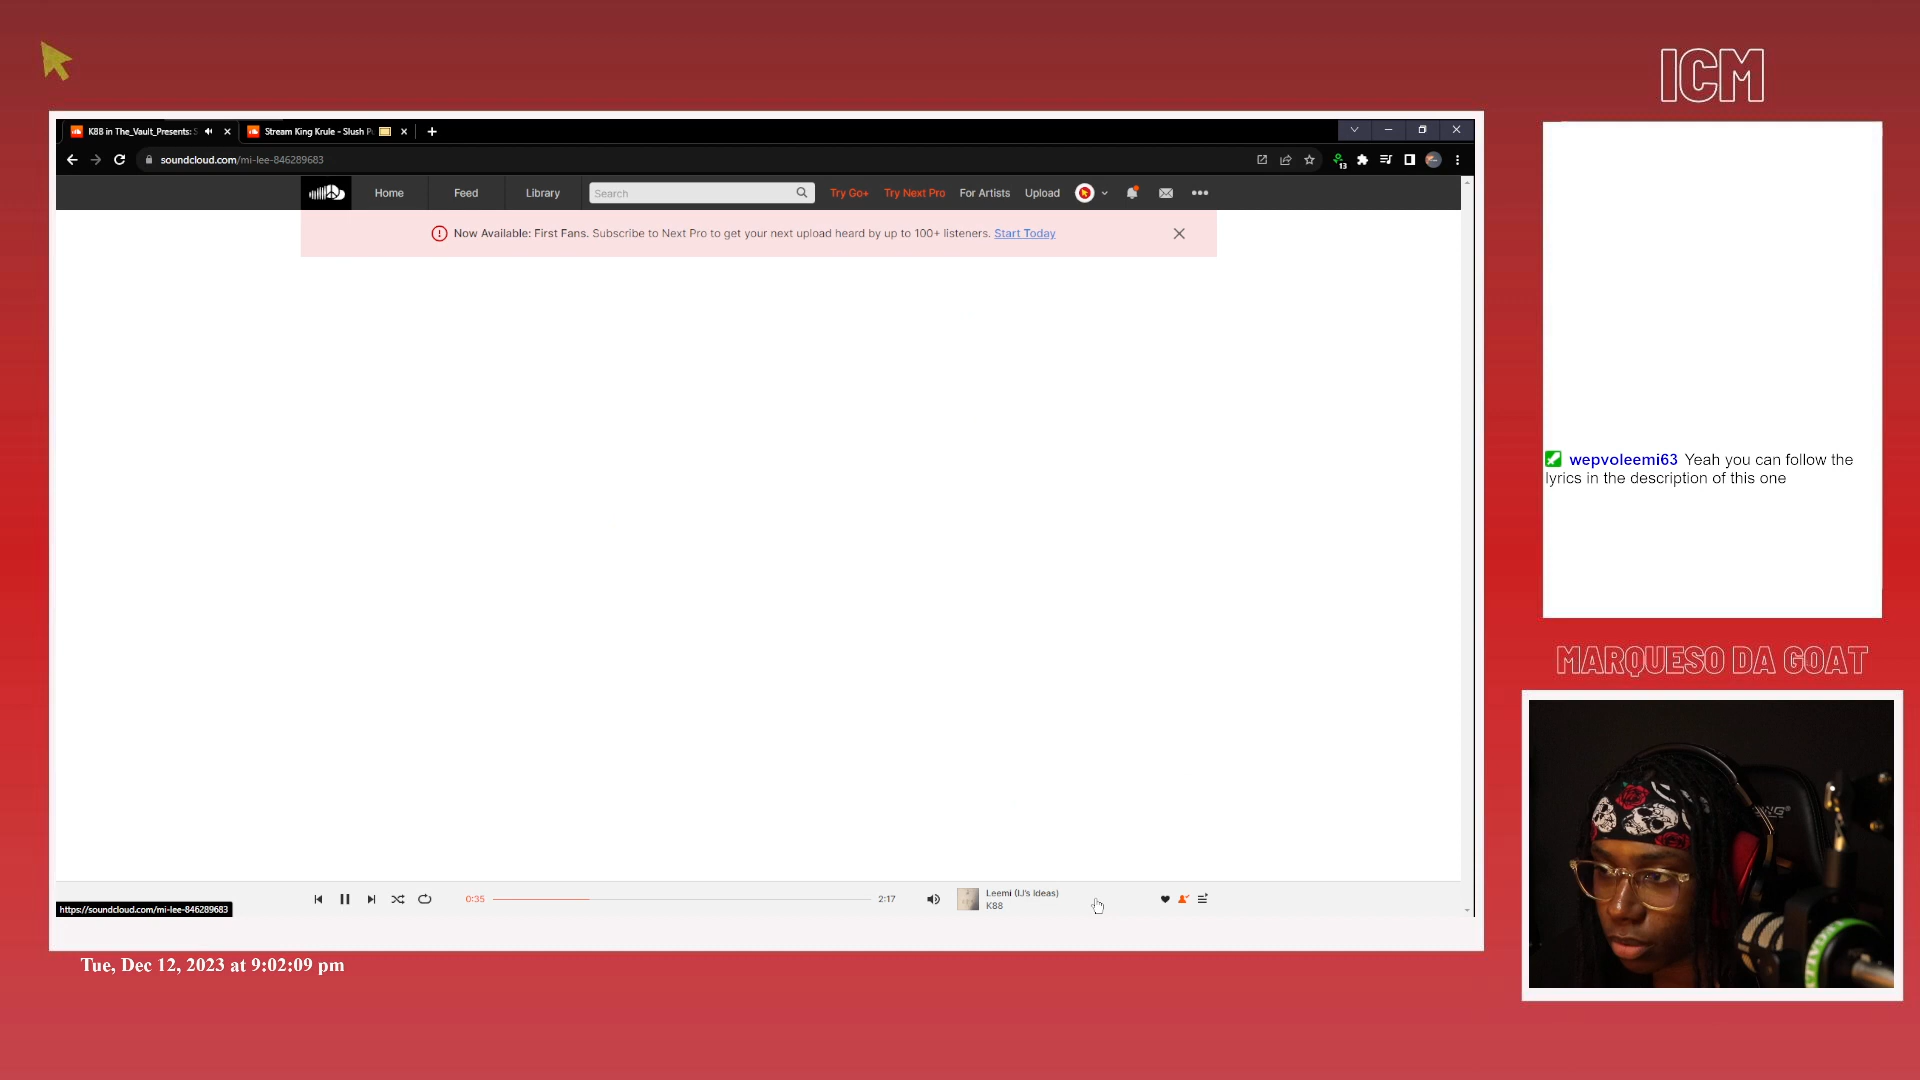 ICM
K88 in The_Vault_Presents: S
Stream King Krule - Slush Pu
soundcloud.com/mi-lee-846289683
13
Home
Feed
Library
Search
Try Go+
Try Next Pro
For Artists
Upload
Now Available: First Fans. Subscribe to Next Pro to get your next upload heard by up to 100+ listeners. Start Today
wepvoleemi63 Yeah you can follow the
lyrics in the description of this one
MARQUESO DA GOAT
0:35
2:17
Leemi (IJ's Ideas)
K88
https://soundcloud.com/mi-lee-846289683
Tue, Dec 12, 2023 at 9:02:09 pm